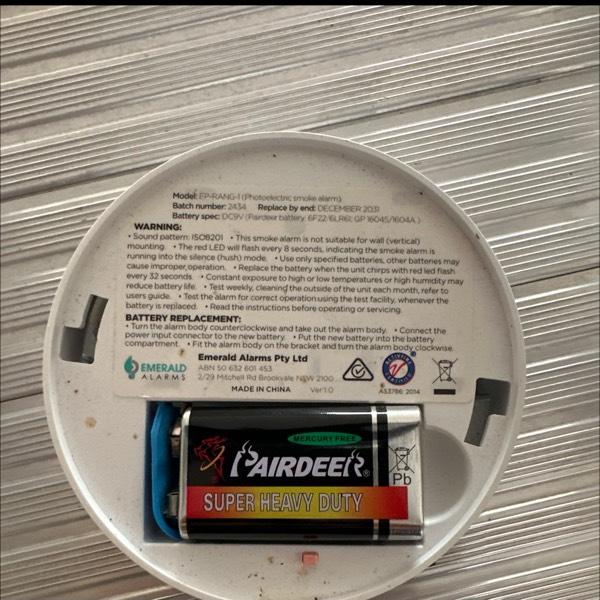 Model: EP-RANG-1 (Photoelectric smoke alarm)
Batch number: 2434 Replace by end: DECEMBER 2031
Battery spec: DC9V (Pairdeer battery: 6F22/6LR61; GP 1604S/1604A)
WARNING:
• Sound pattern: ISO8201 • This smoke alarm is not suitable for wall (vertical)
mounting. • The red LED will flash every 8 seconds, indicating the smoke alarm is
running into the silence (hush) mode. • Use only specified batteries, other batteries may
cause improper operation. • Replace the battery when the unit chirps with red led flash
every 32 seconds. • Constant exposure to high or low temperatures or high humidity may
reduce battery life. • Test weekly, cleaning the outside of the unit each month, refer to
users guide. • Test the alarm for correct operation using the test facility, whenever the
battery is replaced. • Read the instructions before operating or servicing.
BATTERY REPLACEMENT:
• Turn the alarm body counterclockwise and take out the alarm body. • Connect the
power input connector to the new battery. • Put the new battery into the battery
compartment. • Fit the alarm body on the bracket and turn the alarm body clockwise.
EMERALD
ALARMS
Emerald Alarms Pty Ltd
ABN 50 632 601 453
2/29 Mitchell Rd Brookvale NSW 2100
MADE IN CHINA Ver1.0
AS3786: 2014
MERCURY FREE
PAIRDEER®
SUPER HEAVY DUTY
Pb